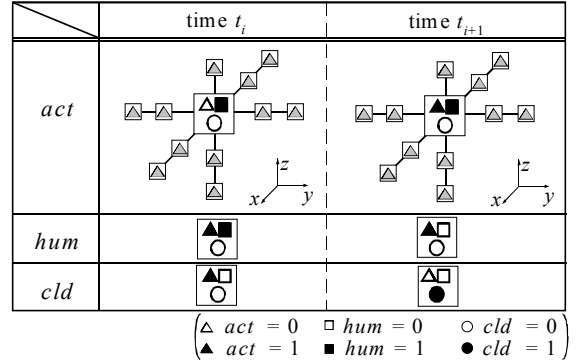 time t_i time t_{i+1}
act
z
x y
z
x y
hum
cld
△ act = 0 □ hum = 0 ○ cld = 0
▲ act = 1 ■ hum = 1 ● cld = 1